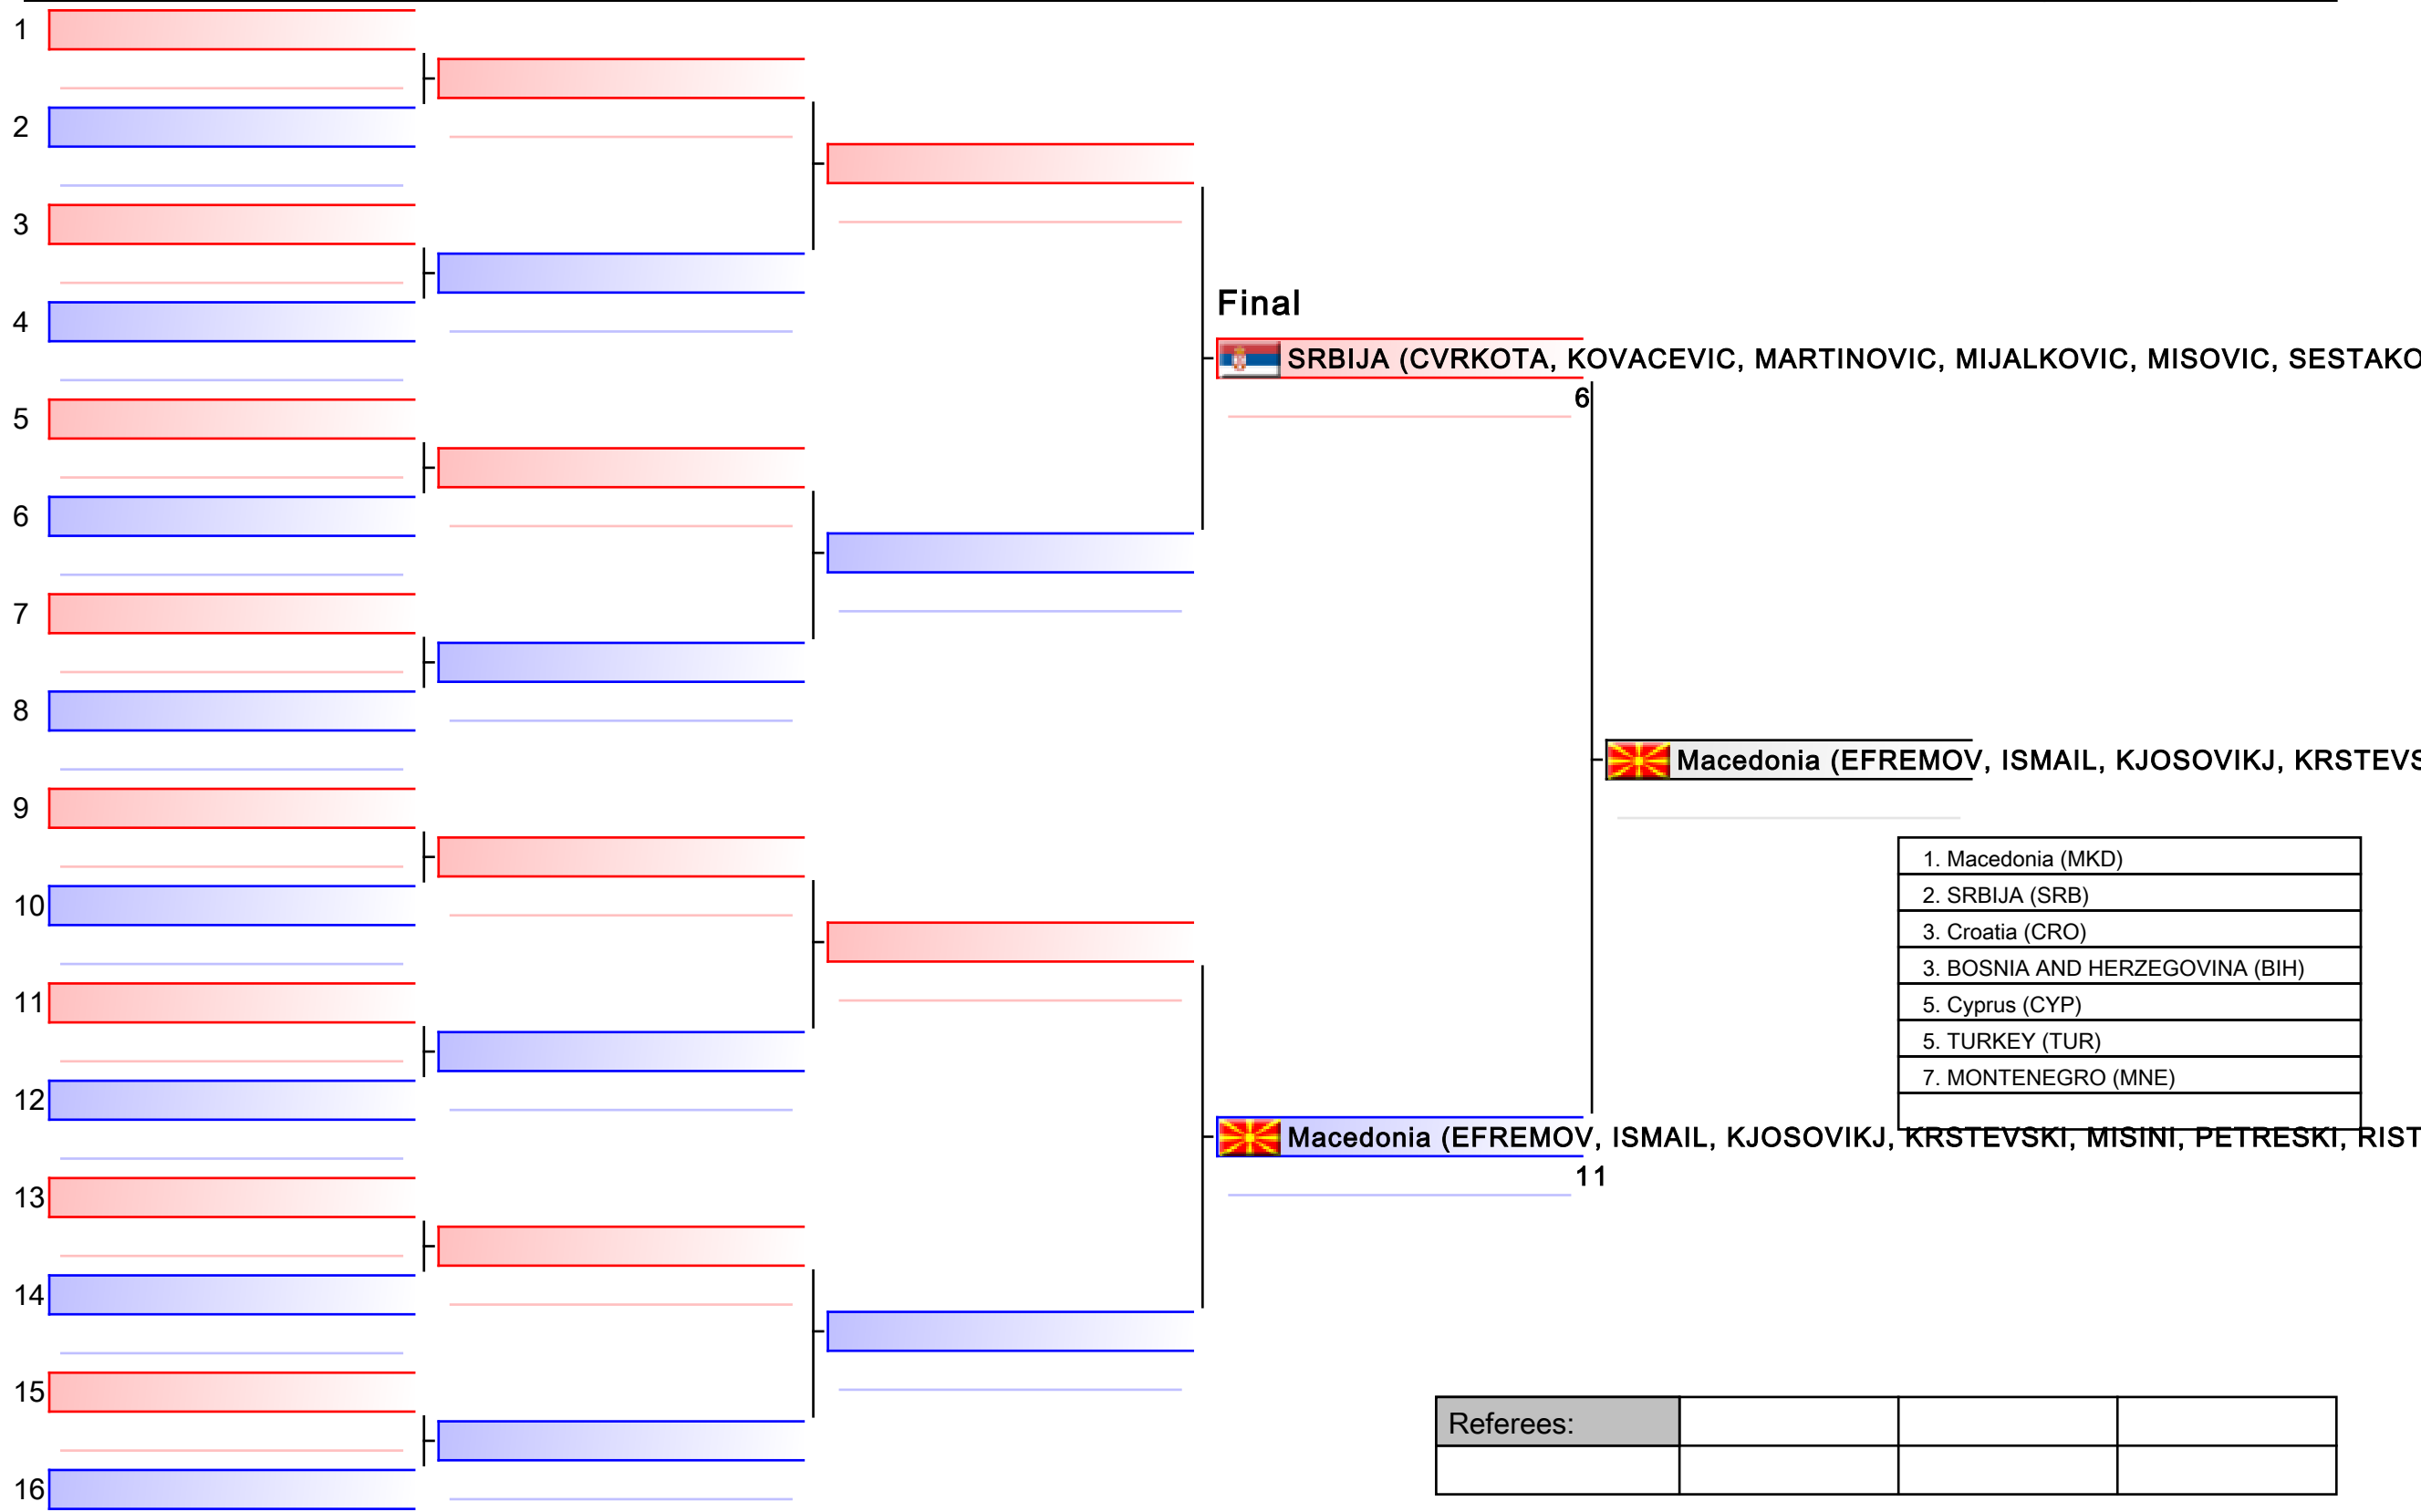 1
2
3
4
5
6
7
8
9
10
11
12
13
14
15
16
Final
SRBIJA (CVRKOTA, KOVACEVIC, MARTINOVIC, MIJALKOVIC, MISOVIC, SESTAKO
6
Macedonia (EFREMOV, ISMAIL, KJOSOVIKJ, KRSTEVS
1. Macedonia (MKD)
2. SRBIJA (SRB)
3. Croatia (CRO)
3. BOSNIA AND HERZEGOVINA (BIH)
5. Cyprus (CYP)
5. TURKEY (TUR)
7. MONTENEGRO (MNE)
Macedonia (EFREMOV, ISMAIL, KJOSOVIKJ, KRSTEVSKI, MISINI, PETRESKI, RIST
11
Referees: